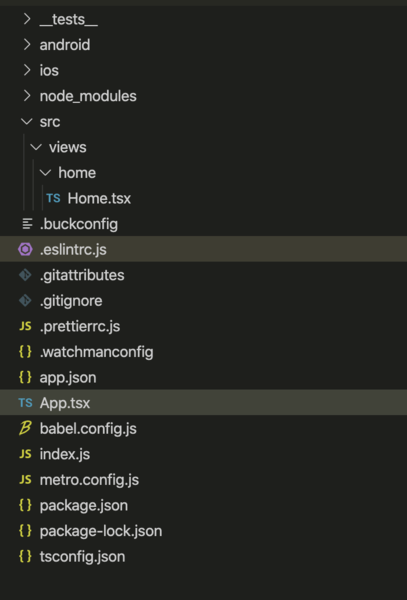 __tests__
android
ios
node_modules
src
views
home
TS Home.tsx
.buckconfig
.eslintrc.js
.gitattributes
.gitignore
JS .prettierrc.js
{} .watchmanconfig
{} app.json
TS App.tsx
B babel.config.js
JS index.js
JS metro.config.js
{} package.json
{} package-lock.json
{} tsconfig.json